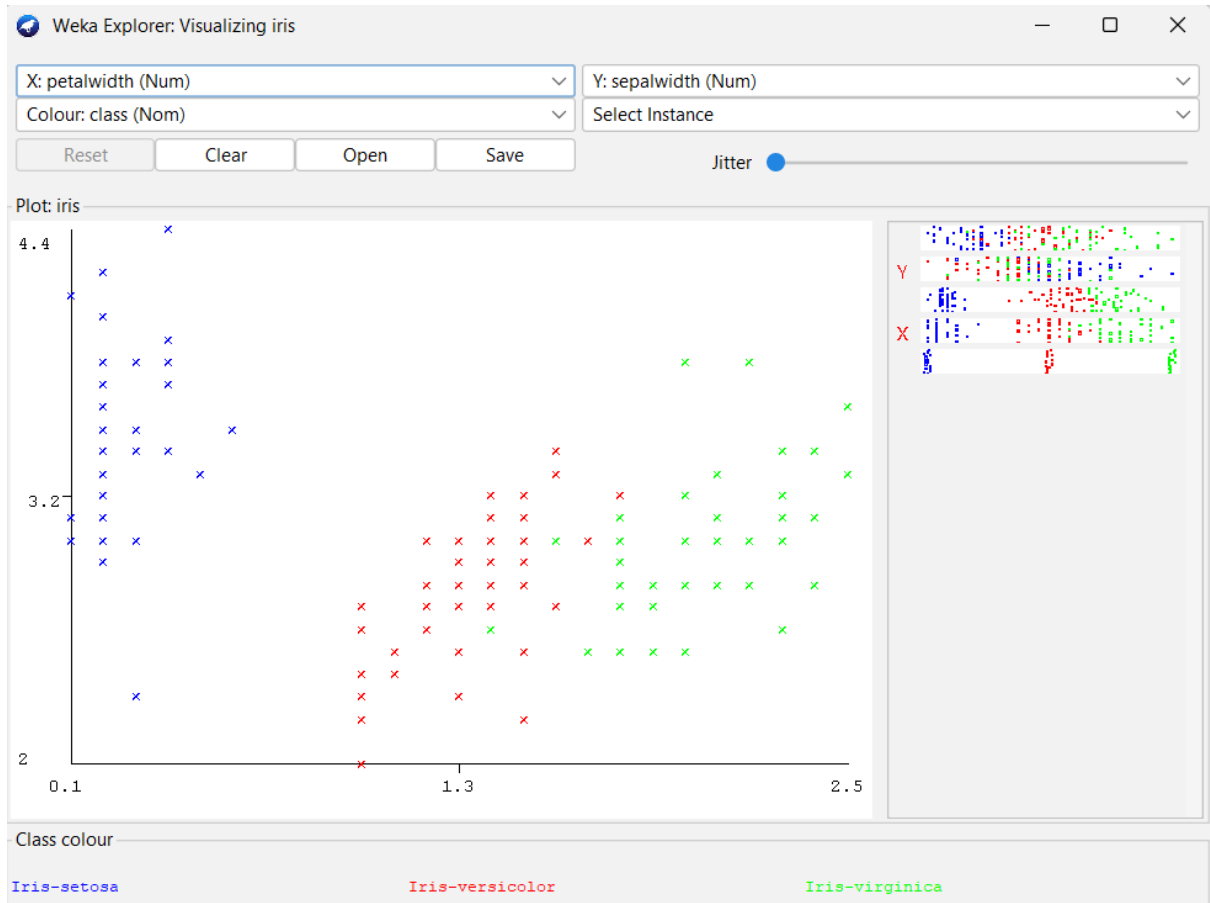 Weka Explorer: Visualizing iris
X: petalwidth (Num) Y: sepalwidth (Num)
Colour: class (Nom) Select Instance
Reset Clear Open Save Jitter
Plot: iris
4.4
3.2
2
0.1 1.3 2.5
Y
X
Class colour
Iris-setosa Iris-versicolor Iris-virginica